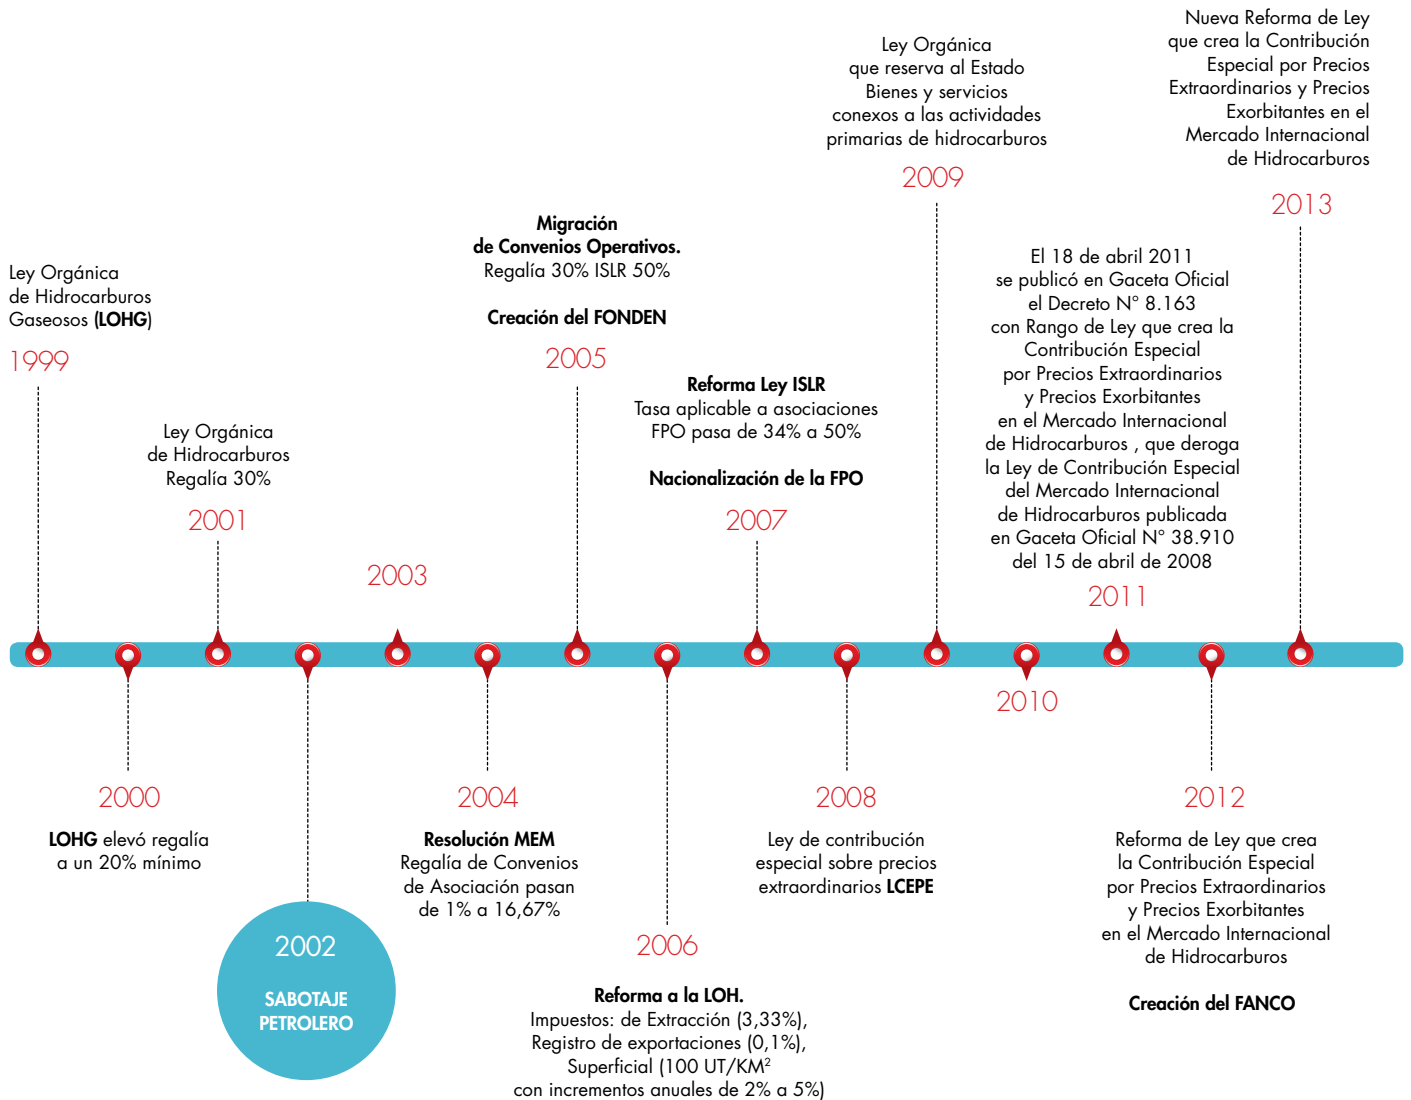 Ley Orgánica
de Hidrocarburos
Gaseosos (LOHG)
1999
LOHG elevó regalía
a un 20% mínimo
2000
Ley Orgánica
de Hidrocarburos
Regalía 30%
2001
2002
SABOTAJE
PETROLERO
2003
2004
Resolución MEM
Regalía de Convenios
de Asociación pasan
de 1% a 16,67%
Migración
de Convenios Operativos.
Regalía 30% ISLR 50%
Creación del FONDEN
2005
2006
Reforma a la LOH.
Impuestos: de Extracción (3,33%),
Registro de exportaciones (0,1%),
Superficial (100 UT/KM²
con incrementos anuales de 2% a 5%)
Reforma Ley ISLR
Tasa aplicable a asociaciones
FPO pasa de 34% a 50%
Nacionalización de la FPO
2007
2008
Ley de contribución
especial sobre precios
extraordinarios LCEPE
Ley Orgánica
que reserva al Estado
Bienes y servicios
conexos a las actividades
primarias de hidrocarburos
2009
2010
El 18 de abril 2011
se publicó en Gaceta Oficial
el Decreto N° 8.163
con Rango de Ley que crea la
Contribución Especial
por Precios Extraordinarios
y Precios Exorbitantes
en el Mercado Internacional
de Hidrocarburos , que deroga
la Ley de Contribución Especial
del Mercado Internacional
de Hidrocarburos publicada
en Gaceta Oficial N° 38.910
del 15 de abril de 2008
2011
2012
Reforma de Ley que crea
la Contribución Especial
por Precios Extraordinarios
y Precios Exorbitantes
en el Mercado Internacional
de Hidrocarburos
Creación del FANCO
Nueva Reforma de Ley
que crea la Contribución
Especial por Precios
Extraordinarios y Precios
Exorbitantes en el
Mercado Internacional
de Hidrocarburos
2013